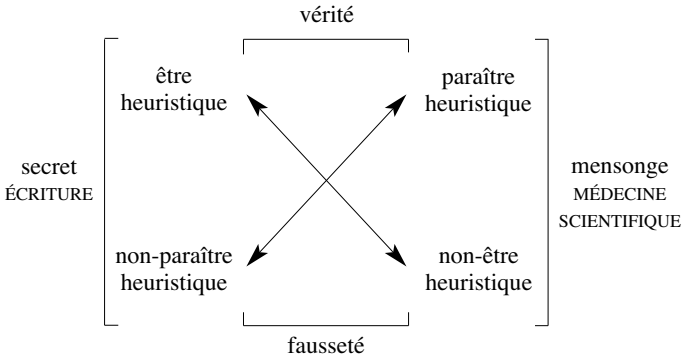 vérité
être
heuristique
paraître
heuristique
secret
ÉCRITURE
mensonge
MÉDECINE
SCIENTIFIQUE
non-paraître
heuristique
non-être
heuristique
fausseté